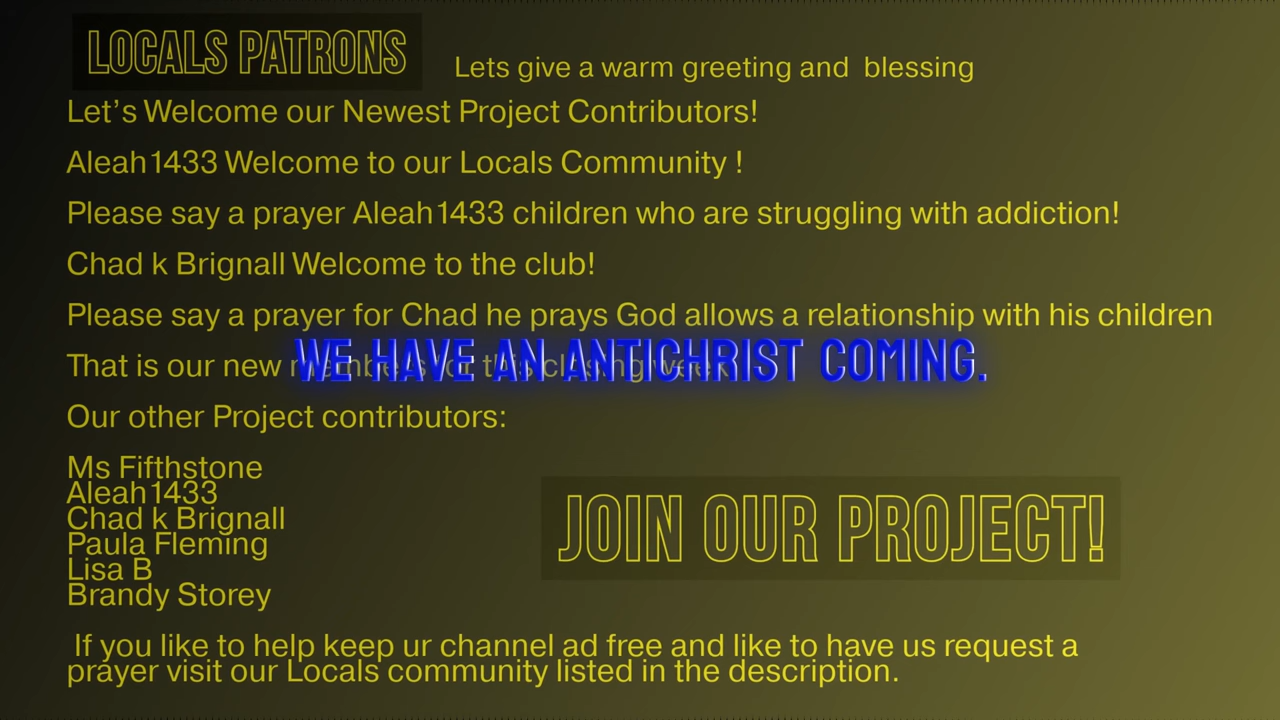 LOCALS PATRONS
Lets give a warm greeting and blessing
Let's Welcome our Newest Project Contributors!
Aleah1433 Welcome to our Locals Community !
Please say a prayer Aleah1433 children who are struggling with addiction!
Chad k Brignall Welcome to the club!
Please say a prayer for Chad he prays God allows a relationship with his children
That is our new
WE HAVE AN ANTICHRIST COMING.
Our other Project contributors:
Ms Fifthstone
Aleah1433
Chad k Brignall
Paula Fleming
Lisa B
Brandy Storey
JOIN OUR PROJECT!
If you like to help keep ur channel ad free and like to have us request a
prayer visit our Locals community listed in the description.